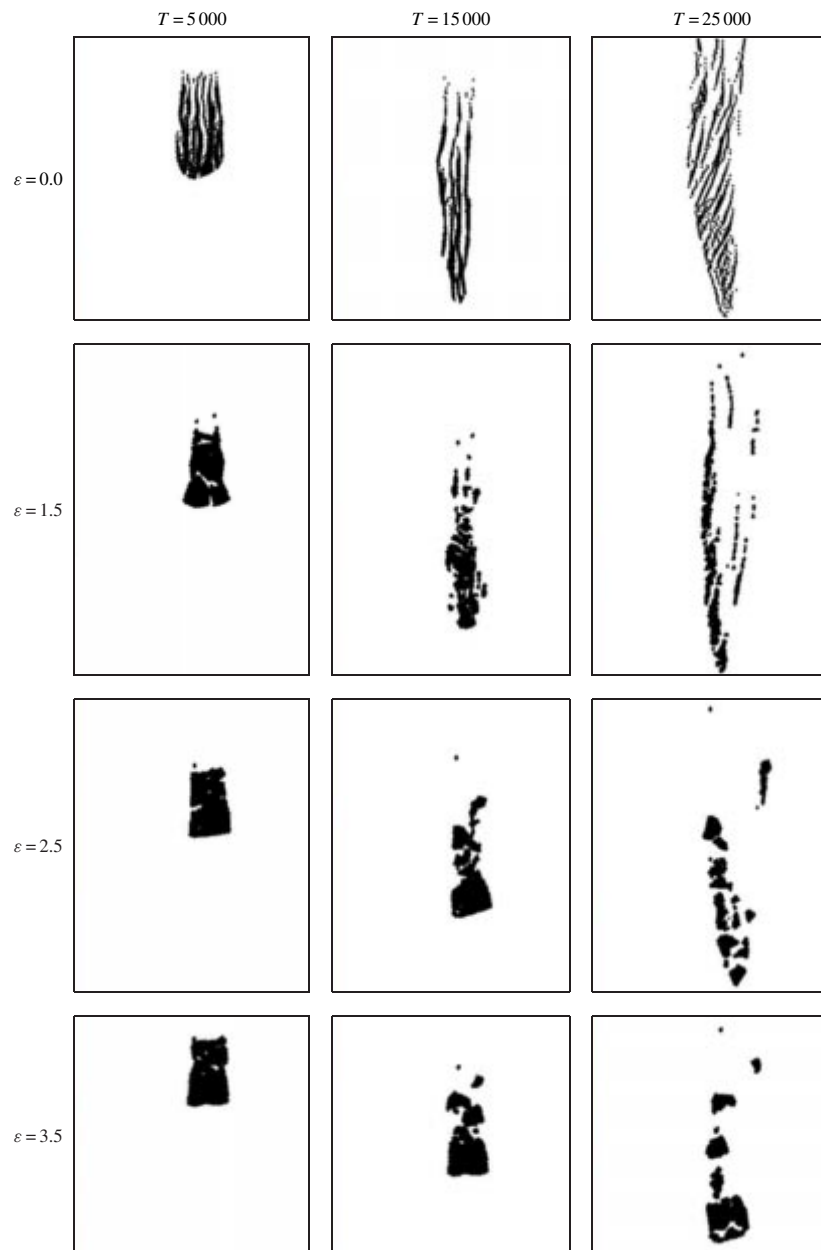 T = 5 000 T = 15 000 T = 25 000
ε = 0.0
ε = 1.5
ε = 2.5
ε = 3.5